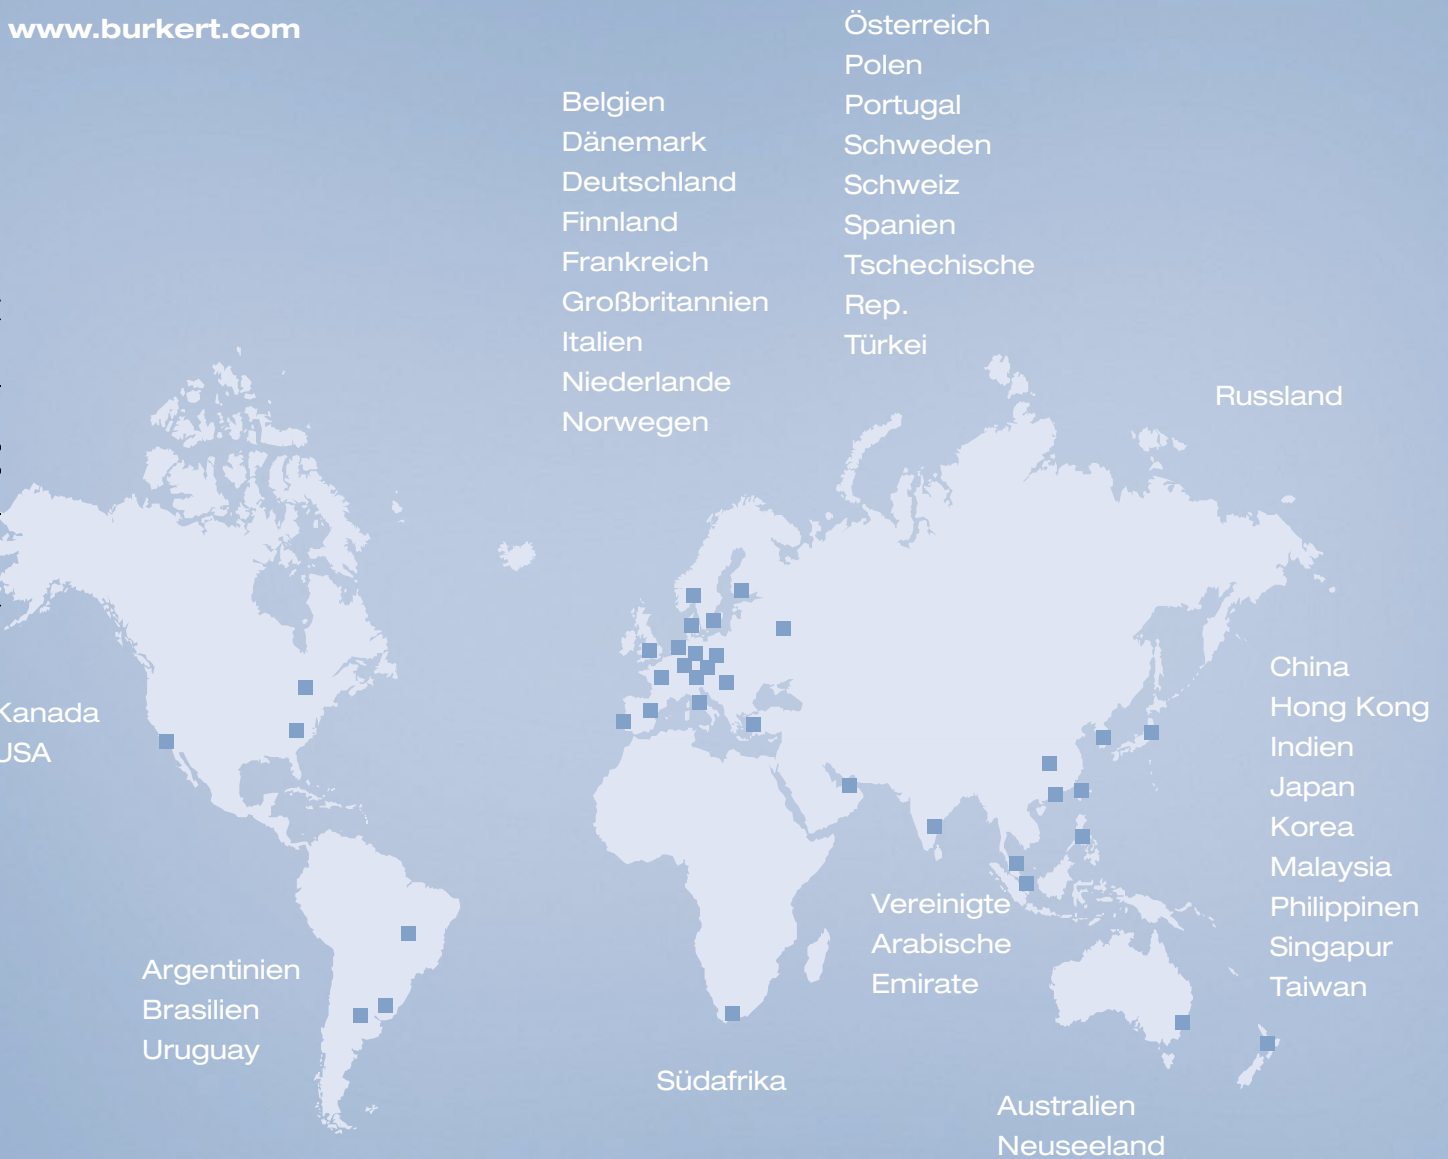 www.burkert.com
Belgien
Dänemark
Deutschland
Finnland
Frankreich
Großbritannien
Italien
Niederlande
Norwegen
Österreich
Polen
Portugal
Schweden
Schweiz
Spanien
Tschechische
Rep.
Türkei
Russland
Kanada
USA
China
Hong Kong
Indien
Japan
Korea
Malaysia
Philippinen
Singapur
Taiwan
Vereinigte
Arabische
Emirate
Argentinien
Brasilien
Uruguay
Südafrika
Australien
Neuseeland